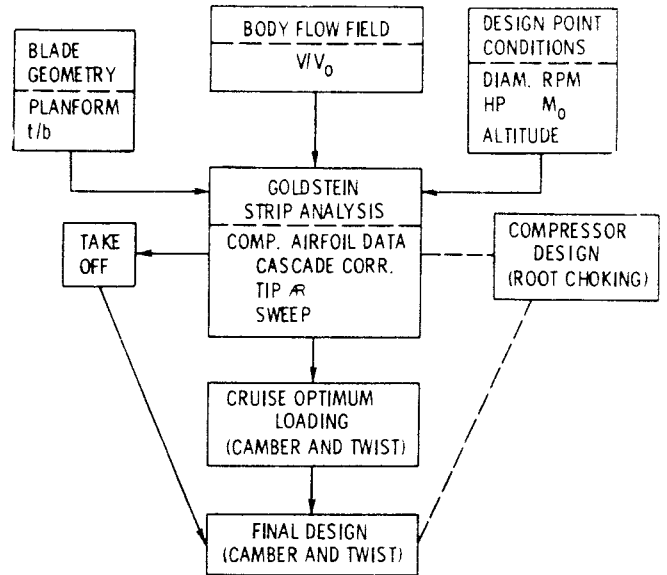 BLADE
GEOMETRY
PLANFORM
t/b
BODY FLOW FIELD
V/V₀
DESIGN POINT
CONDITIONS
DIAM. RPM
HP M₀
ALTITUDE
GOLDSTEIN
STRIP ANALYSIS
COMP. AIRFOIL DATA
CASCADE CORR.
TIP AR
SWEEP
TAKE
OFF
COMPRESSOR
DESIGN
(ROOT CHOKING)
CRUISE OPTIMUM
LOADING
(CAMBER AND TWIST)
FINAL DESIGN
(CAMBER AND TWIST)